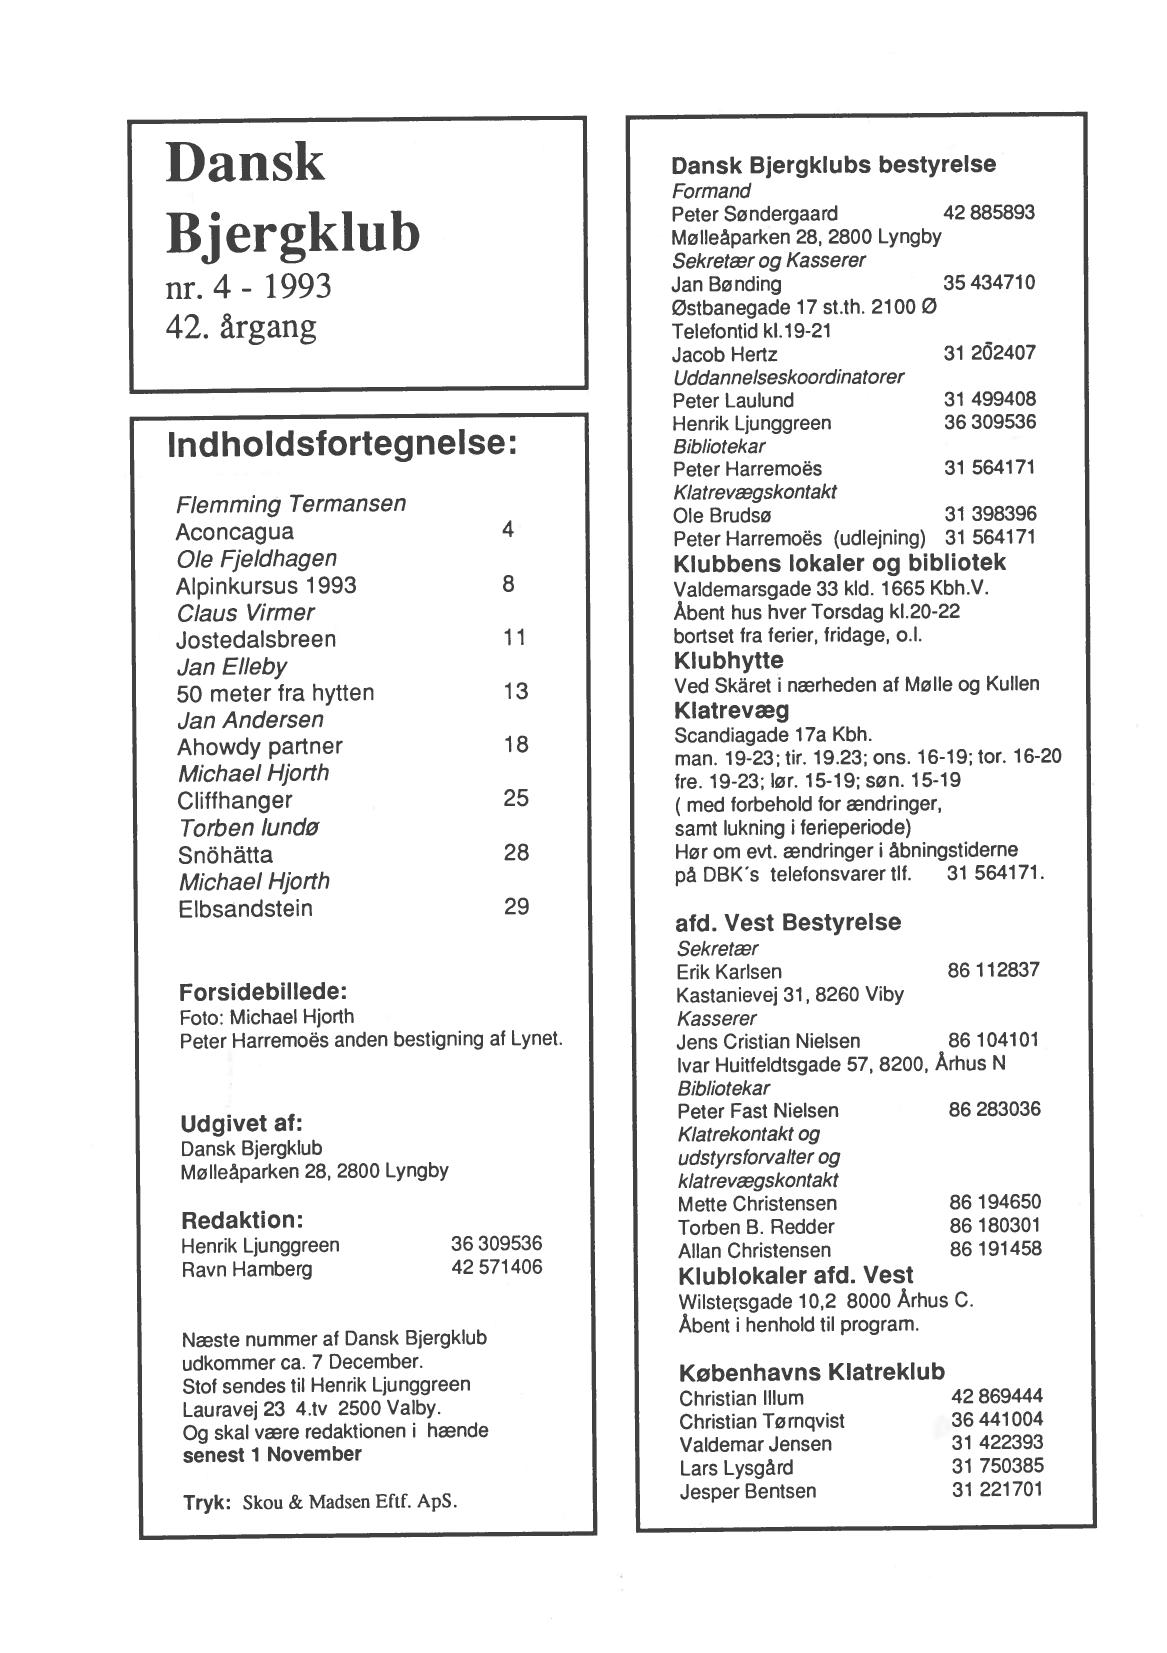 Dansk
Bjergklub
nr. 4 - 1993
42. årgang
Indholdsfortegnelse:
Flemming Termansen
Aconcagua 4
Ole Fjeldhagen
Alpinkursus 1993 8
Claus Virmer
Jostedalsbreen 11
Jan Elleby
50 meter fra hytten 13
Jan Andersen
Ahowdy partner 18
Michael Hjorth
Cliffhanger 25
Torben lundø
Snöhätta 28
Michael Hjorth
Elbsandstein 29
Forsidebillede:
Foto: Michael Hjorth
Peter Harremoës anden bestigning af Lynet.
Udgivet af:
Dansk Bjergklub
Mølleåparken 28, 2800 Lyngby
Redaktion:
Henrik Ljunggreen 36 309536
Ravn Hamberg 42 571406
Næste nummer af Dansk Bjergklub
udkommer ca. 7 December.
Stof sendes til Henrik Ljunggreen
Lauravej 23 4.tv 2500 Valby.
Og skal være redaktionen i hænde
senest 1 November
Tryk: Skou & Madsen Eftf. ApS.
Dansk Bjergklubs bestyrelse
Formand
Peter Søndergaard 42 885893
Mølleåparken 28, 2800 Lyngby
Sekretær og Kasserer
Jan Bønding 35 434710
Østbanegade 17 st.th. 2100 Ø
Telefontid kl.19-21
Jacob Hertz 31 202407
Uddannelseskoordinatorer
Peter Laulund 31 499408
Henrik Ljunggreen 36 309536
Bibliotekar
Peter Harremoës 31 564171
Klatrevægskontakt
Ole Brudsø 31 398396
Peter Harremoës (udlejning) 31 564171
Klubbens lokaler og bibliotek
Valdemarsgade 33 kld. 1665 Kbh.V.
Åbent hus hver Torsdag kl.20-22
bortset fra ferier, fridage, o.l.
Klubhytte
Ved Skäret i nærheden af Mølle og Kullen
Klatrevæg
Scandiagade 17a Kbh.
man. 19-23; tir. 19.23; ons. 16-19; tor. 16-20
fre. 19-23; lør. 15-19; søn. 15-19
( med forbehold for ændringer,
samt lukning i ferieperiode)
Hør om evt. ændringer i åbningstiderne
på DBK´s telefonsvarer tlf. 31 564171.
afd. Vest Bestyrelse
Sekretær
Erik Karlsen 86 112837
Kastanievej 31, 8260 Viby
Kasserer
Jens Cristian Nielsen 86 104101
Ivar Huitfeldtsgade 57, 8200, Århus N
Bibliotekar
Peter Fast Nielsen 86 283036
Klatrekontakt og
udstyrsforvalter og
klatrevægskontakt
Mette Christensen 86 194650
Torben B. Redder 86 180301
Allan Christensen 86 191458
Klublokaler afd. Vest
Wilstersgade 10,2 8000 Århus C.
Åbent i henhold til program.
Københavns Klatreklub
Christian Illum 42 869444
Christian Tørnqvist 36 441004
Valdemar Jensen 31 422393
Lars Lysgård 31 750385
Jesper Bentsen 31 221701